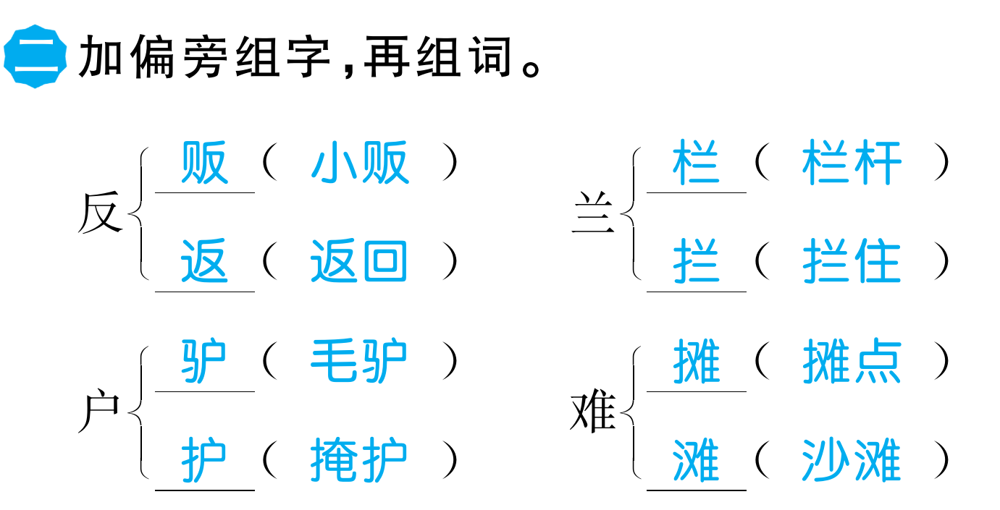 二 加偏旁组字,再组词。
贩 ( 小贩 ) 栏 ( 栏杆 )
反 兰
返 ( 返回 ) 拦 ( 拦住 )
驴 ( 毛驴 ) 摊 ( 摊点 )
户 难
护 ( 掩护 ) 滩 ( 沙滩 )